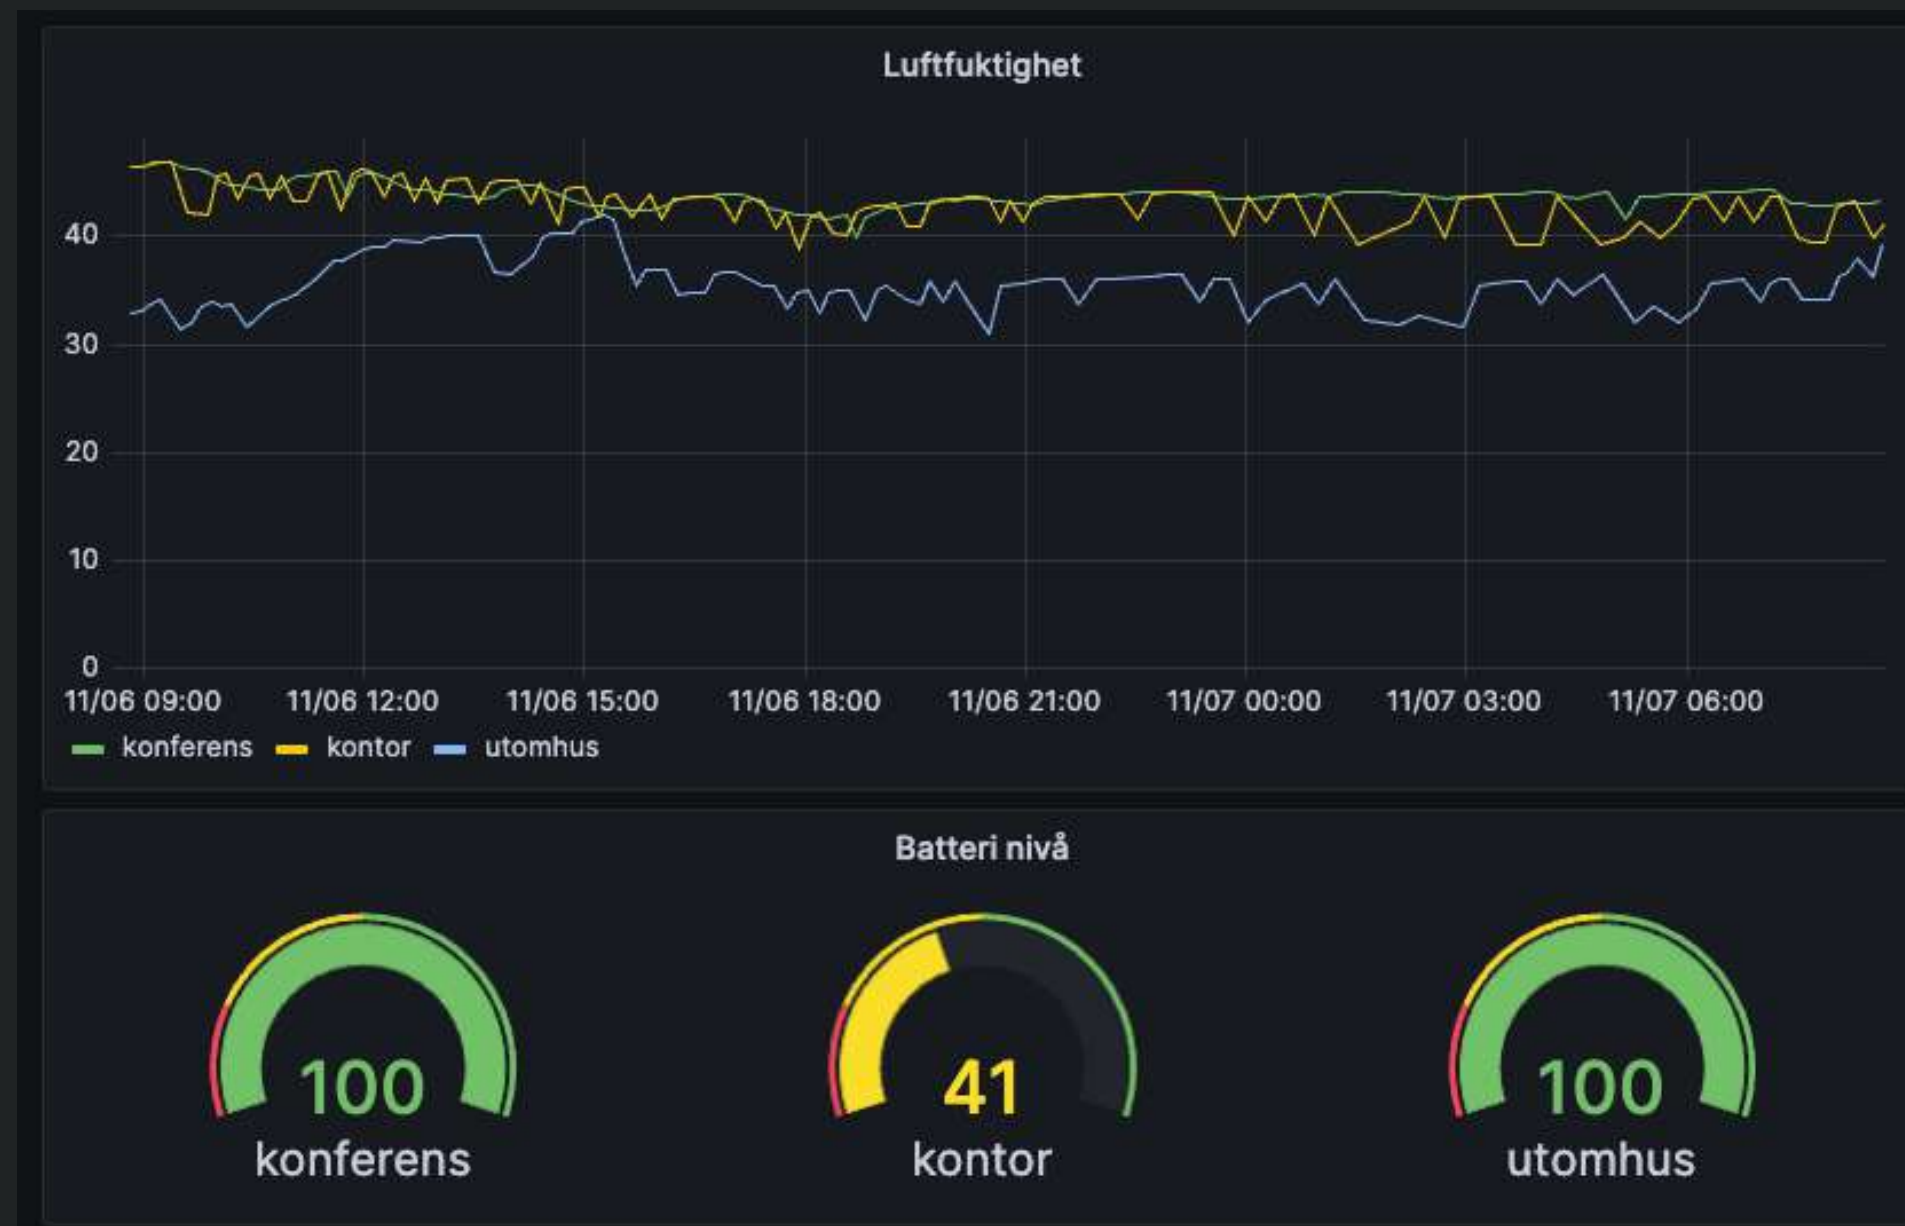 Luftfuktighet
40
30
20
10
0
11/06 09:00 11/06 12:00 11/06 15:00 11/06 18:00 11/06 21:00 11/07 00:00 11/07 03:00 11/07 06:00
konferens kontor utomhus
Batteri nivå
100 41 100
konferens kontor utomhus